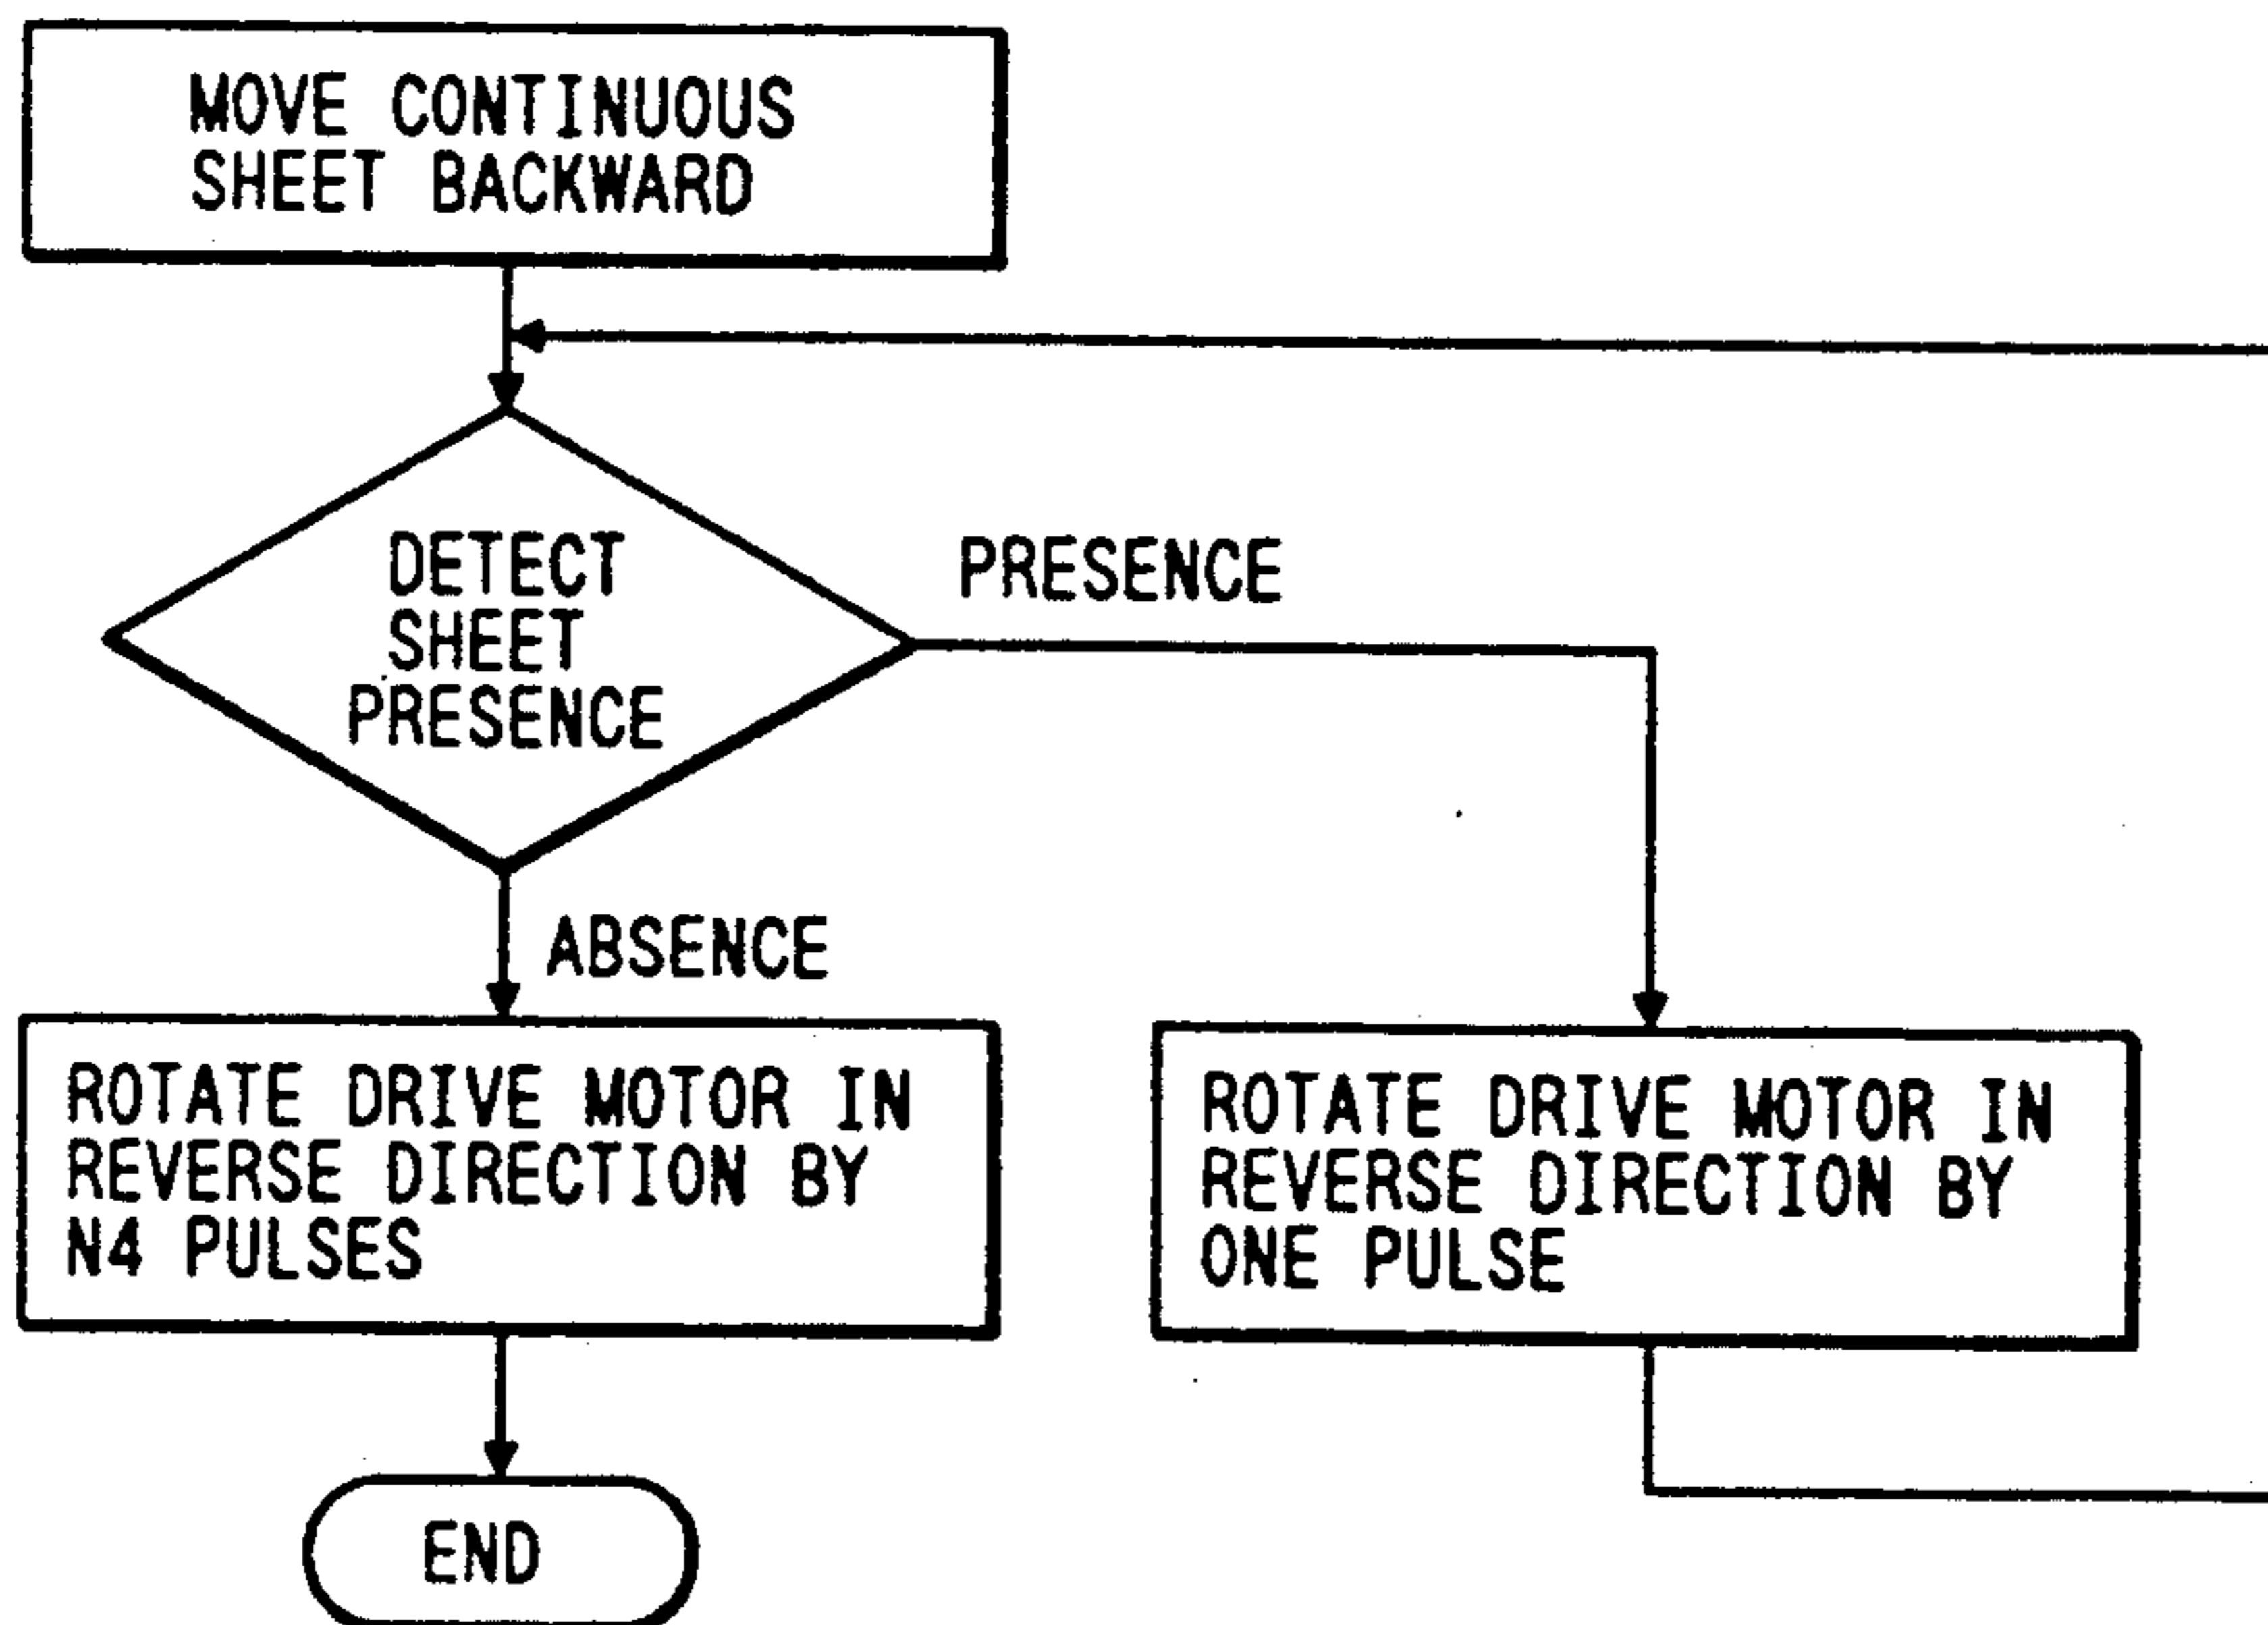 MOVE CONTINUOUS
SHEET BACKWARD
DETECT
SHEET
PRESENCE
PRESENCE
ABSENCE
ROTATE DRIVE MOTOR IN
REVERSE DIRECTION BY
N4 PULSES
ROTATE DRIVE MOTOR IN
REVERSE DIRECTION BY
ONE PULSE
END